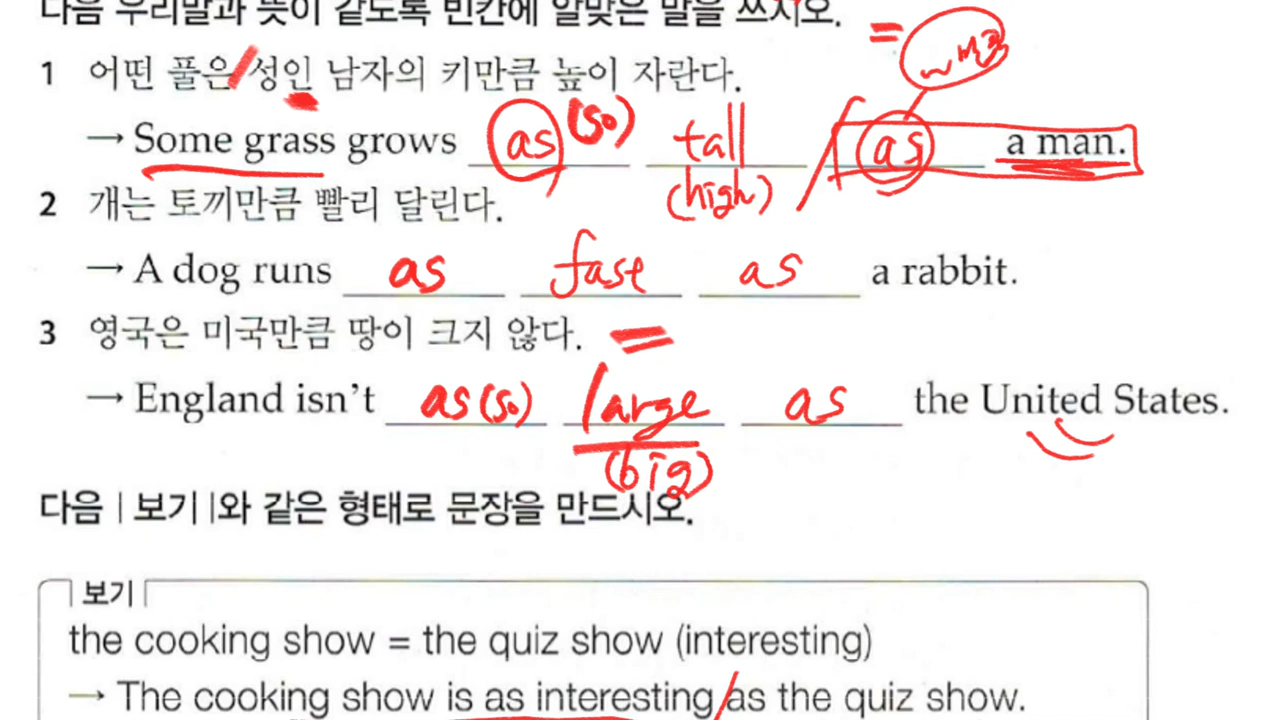 다음 우리말과 뜻이 같도록 빈칸에 알맞은 말을 쓰시오.
1 어떤 풀은/성인 남자의 키만큼 높이 자란다.
→ Some grass grows as (so) tall as a man.
(high)
2 개는 토끼만큼 빨리 달린다.
→ A dog runs as fast as a rabbit.
3 영국은 미국만큼 땅이 크지 않다.
→ England isn't as (so) large as the United States.
(big)
다음 | 보기 |와 같은 형태로 문장을 만드시오.
보기
the cooking show = the quiz show (interesting)
→ The cooking show is as interesting/as the quiz show.